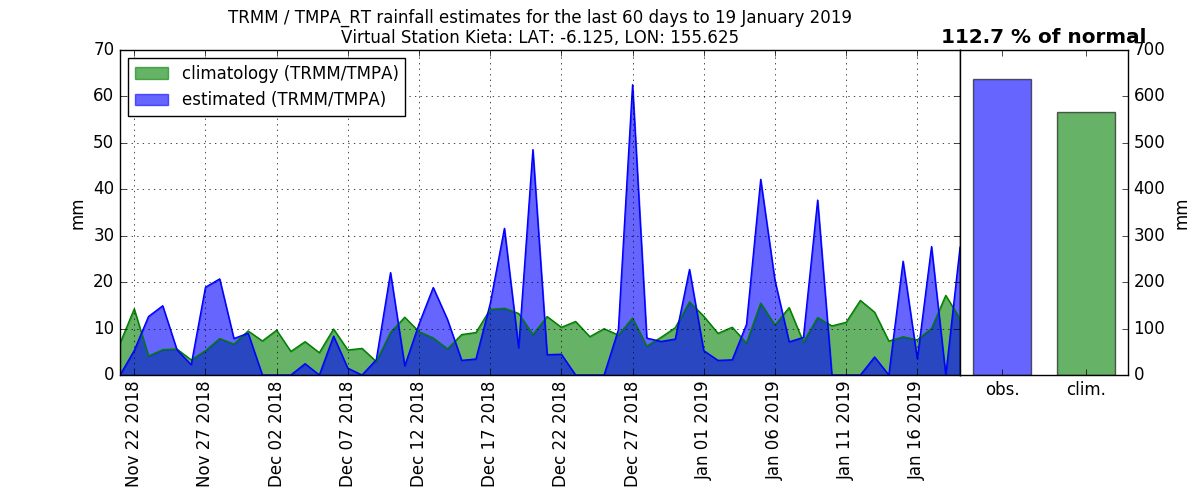 TRMM / TMPA_RT rainfall estimates for the last 60 days to 19 January 2019
Virtual Station Kieta: LAT: -6.125, LON: 155.625
112.7 % of normal
climatology (TRMM/TMPA)
estimated (TRMM/TMPA)
70
60
50
40
30
20
10
0
mm
Nov 22 2018
Nov 27 2018
Dec 02 2018
Dec 07 2018
Dec 12 2018
Dec 17 2018
Dec 22 2018
Dec 27 2018
Jan 01 2019
Jan 06 2019
Jan 11 2019
Jan 16 2019
obs.
clim.
700
600
500
400
300
200
100
0
mm